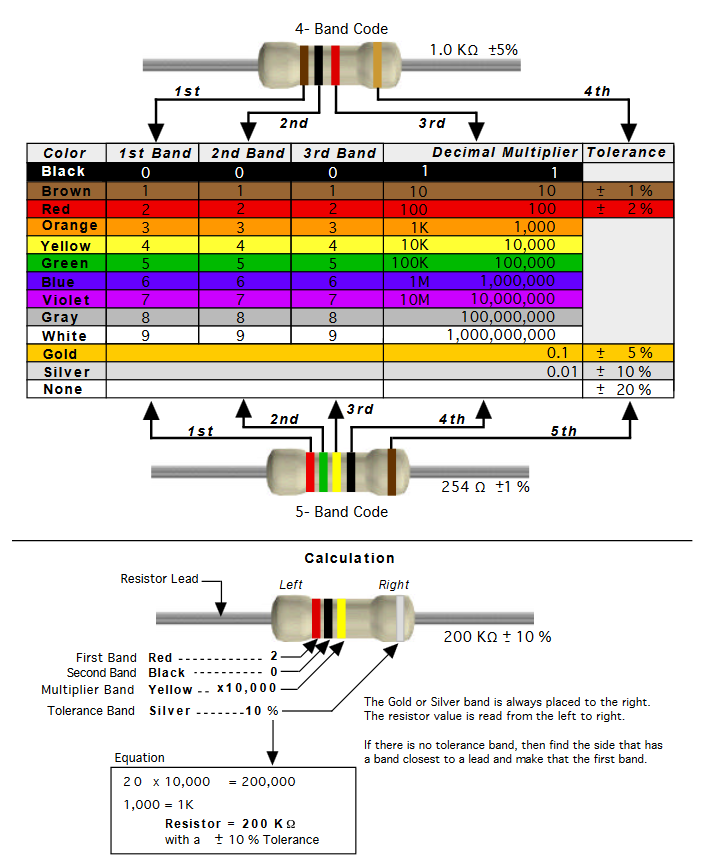 4- Band Code
1.0 KΩ ±5%
1st
4th
2nd
3rd
Color 1st Band 2nd Band 3rd Band Decimal Multiplier Tolerance
Black 0 0 0 1 1
Brown 1 1 1 10 10 ± 1 %
Red 2 2 2 100 100 ± 2 %
Orange 3 3 3 1K 1,000
Yellow 4 4 4 10K 10,000
Green 5 5 5 100K 100,000
Blue 6 6 6 1M 1,000,000
Violet 7 7 7 10M 10,000,000
Gray 8 8 8 100,000,000
White 9 9 9 1,000,000,000
Gold 0.1 ± 5 %
Silver 0.01 ± 10 %
None ± 20 %
3rd
2nd
4th
1st
5th
254 Ω ±1 %
5- Band Code
Calculation
Resistor Lead
Left
Right
200 KΩ ± 10 %
First Band Red -------------- 2
Second Band Black ------------ 0
Multiplier Band Yellow -- x10,000
Tolerance Band Silver -------10 %
The Gold or Silver band is always placed to the right.
The resistor value is read from the left to right.
If there is no tolerance band, then find the side that has
a band closest to a lead and make that the first band.
Equation
20 x 10,000 = 200,000
1,000 = 1K
Resistor = 200 KΩ
with a ± 10 % Tolerance